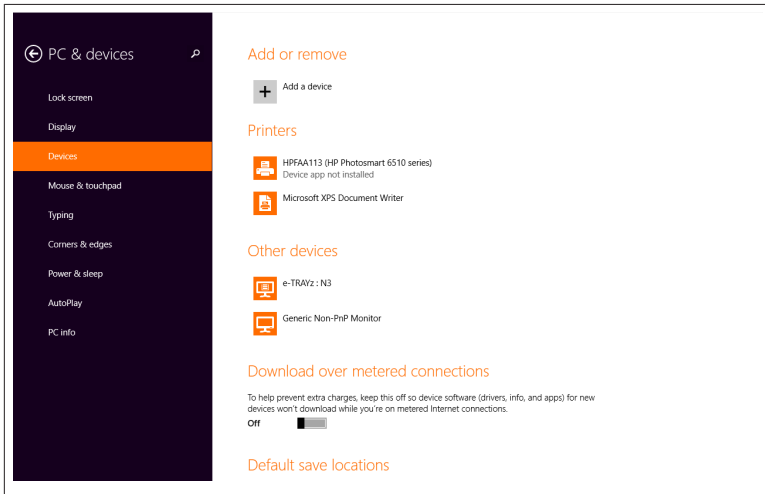 PC & devices
Lock screen
Display
Devices
Mouse & touchpad
Typing
Corners & edges
Power & sleep
AutoPlay
PC info
Add or remove
Add a device
Printers
HPFAA113 (HP Photosmart 6510 series)
Device app not installed
Microsoft XPS Document Writer
Other devices
e-TRAYz : N3
Generic Non-PnP Monitor
Download over metered connections
To help prevent extra charges, keep this off so device software (drivers, info, and apps) for new
devices won't download while you're on metered Internet connections.
Off
Default save locations